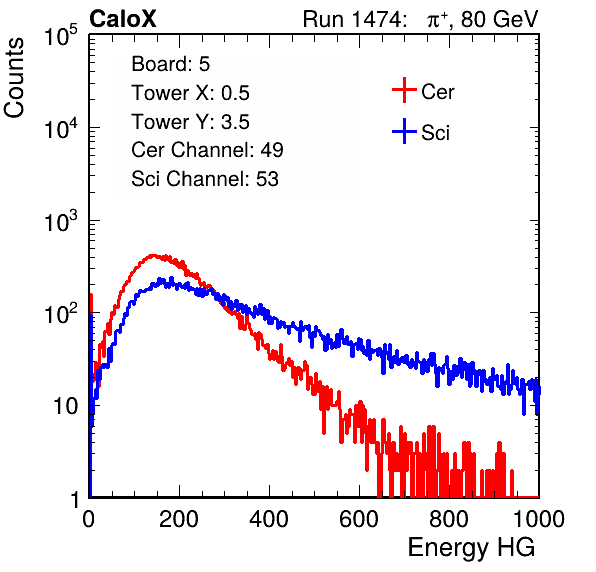 CaloX Run 1474: π⁺, 80 GeV
Counts
Board: 5
Tower X: 0.5
Tower Y: 3.5
Cer Channel: 49
Sci Channel: 53
Cer
Sci
10⁵
10⁴
10³
10²
10
1
0 200 400 600 800 1000
Energy HG